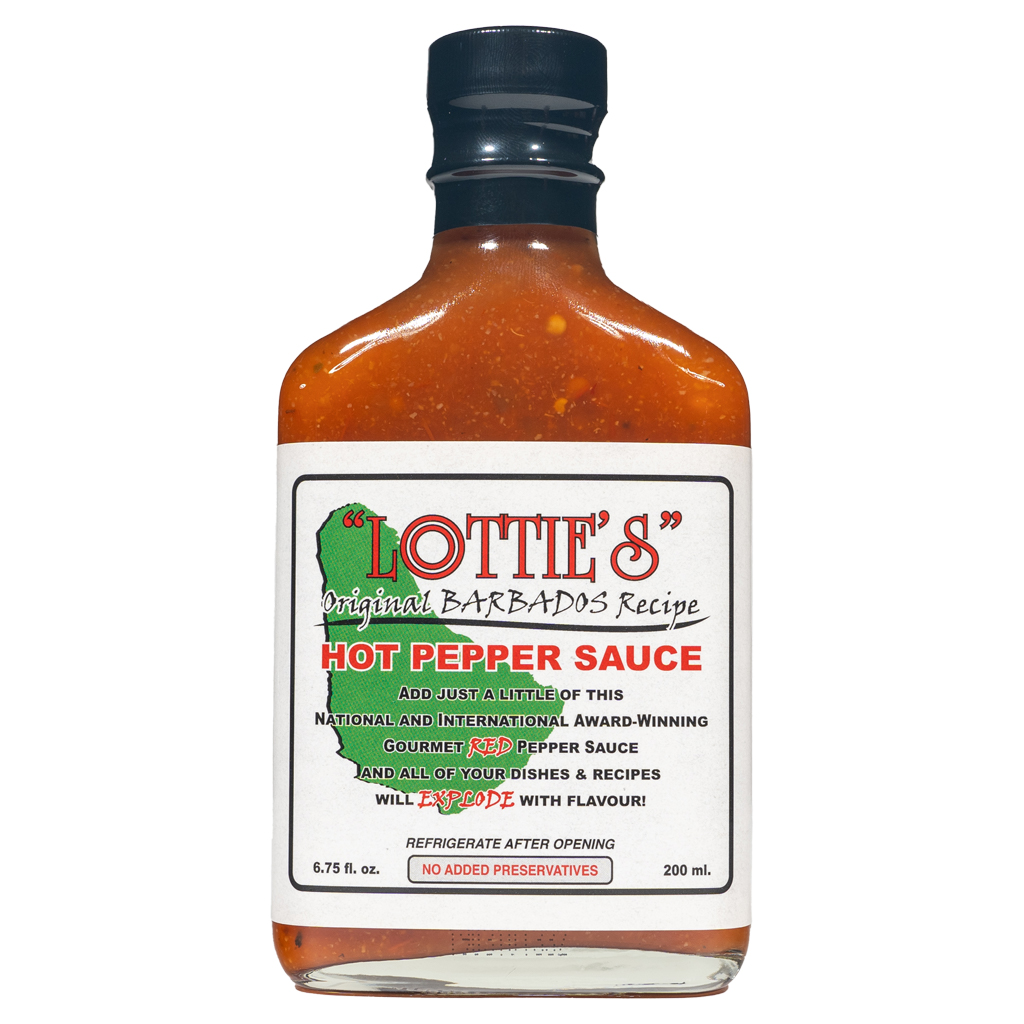 "LOTTIE'S"
Original BARBADOS Recipe
HOT PEPPER SAUCE
ADD JUST A LITTLE OF THIS
NATIONAL AND INTERNATIONAL AWARD-WINNING
GOURMET RED PEPPER SAUCE
AND ALL OF YOUR DISHES & RECIPES
WILL EXPLODE WITH FLAVOUR!
REFRIGERATE AFTER OPENING
6.75 fl. oz. NO ADDED PRESERVATIVES 200 ml.